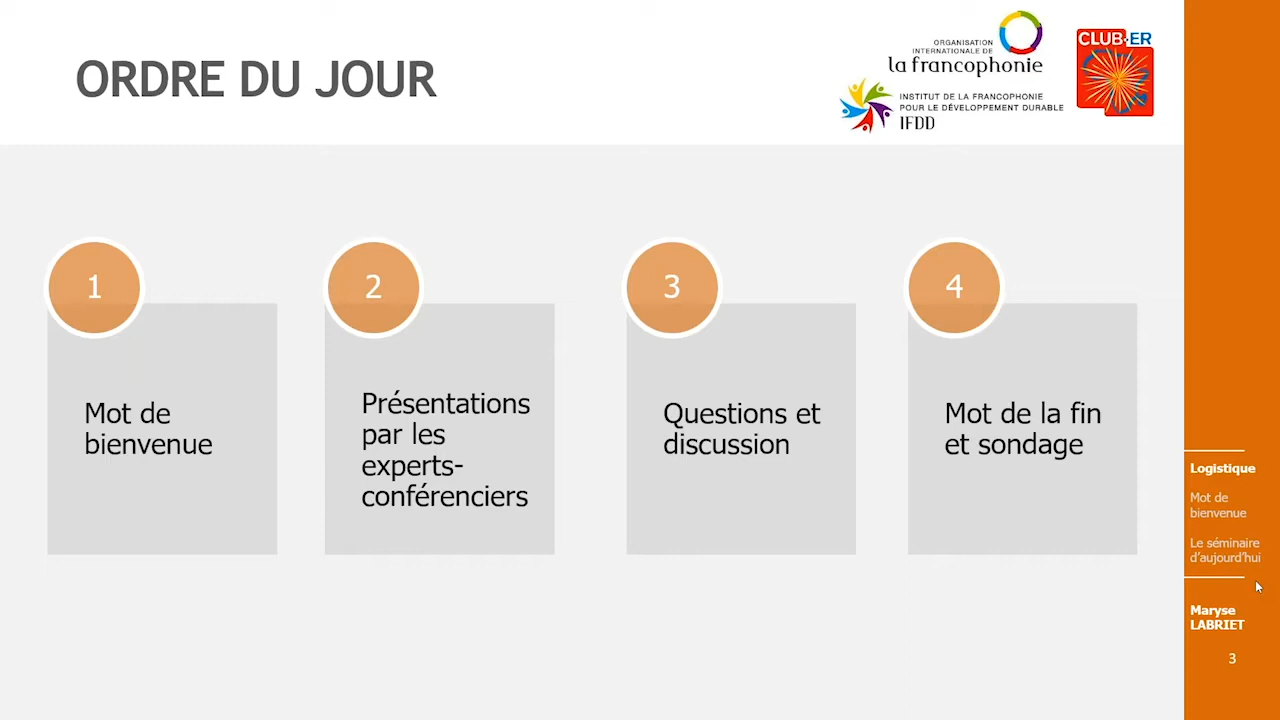 ORDRE DU JOUR
ORGANISATION
INTERNATIONALE DE
la francophonie
INSTITUT DE LA FRANCOPHONIE
POUR LE DÉVELOPPEMENT DURABLE
IFDD
CLUB-ER
1
Mot de
bienvenue
2
Présentations
par les
experts-
conférenciers
3
Questions et
discussion
4
Mot de la fin
et sondage
Logistique
Mot de
bienvenue
Le séminaire
d'aujourd'hui
Maryse
LABRIET
3